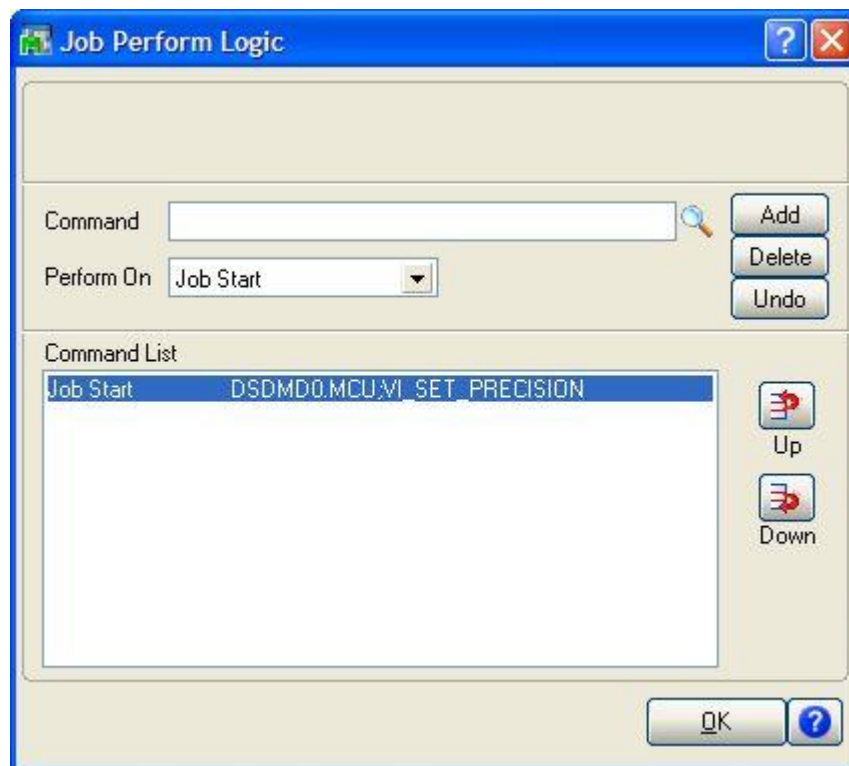 Job Perform Logic
Command
Add
Perform On Job Start
Delete
Undo
Command List
Job Start DSDMD0.MCU;VI_SET_PRECISION
Up
Down
OK